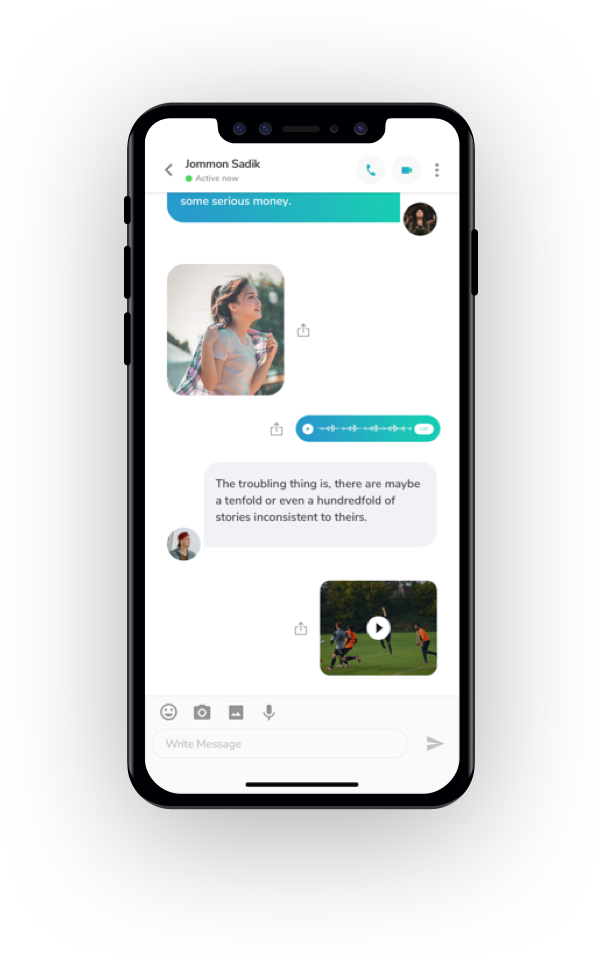 Jommon Sadik
Active now
some serious money.
The troubling thing is, there are maybe
a tenfold or even a hundredfold of
stories inconsistent to theirs.
Write Message